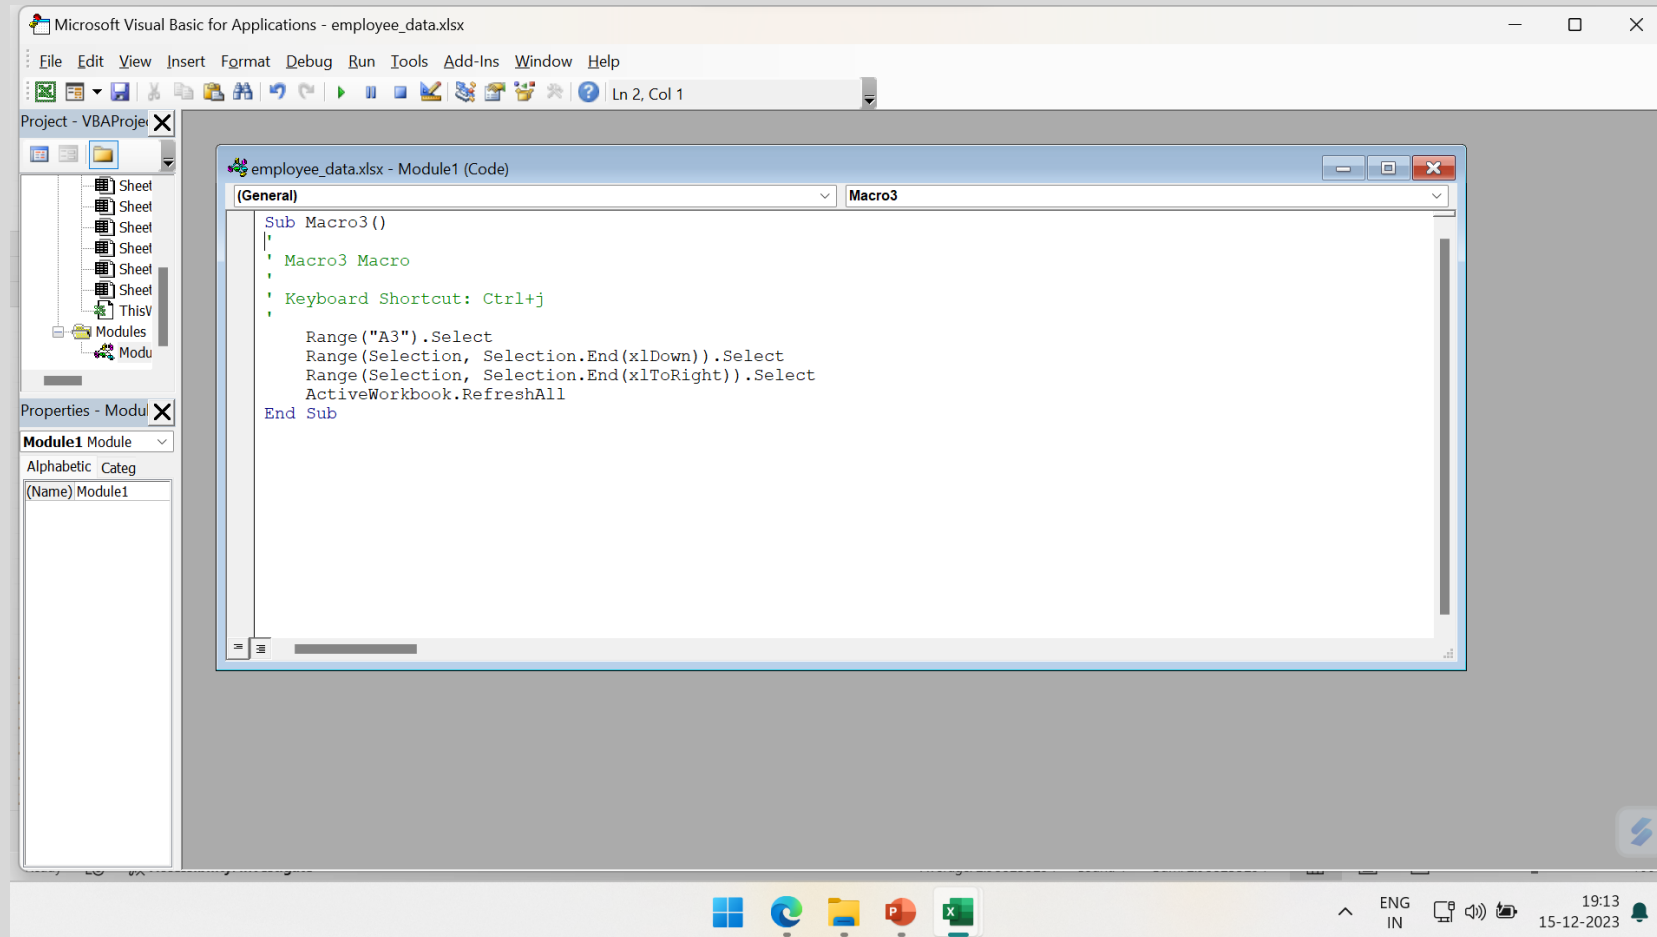 Microsoft Visual Basic for Applications - employee_data.xlsx
File Edit View Insert Format Debug Run Tools Add-Ins Window Help
Ln 2, Col 1
Project - VBAProje
Sheet
Sheet
Sheet
Sheet
Sheet
Sheet
ThisW
Modules
Modu
Properties - Modul
Module1 Module
Alphabetic Categ
(Name) Module1
employee_data.xlsx - Module1 (Code)
(General) Macro3
Sub Macro3()
'
' Macro3 Macro
'
' Keyboard Shortcut: Ctrl+j
'
Range("A3").Select
Range(Selection, Selection.End(xlDown)).Select
Range(Selection, Selection.End(xlToRight)).Select
ActiveWorkbook.RefreshAll
End Sub
ENG
IN
19:13
15-12-2023